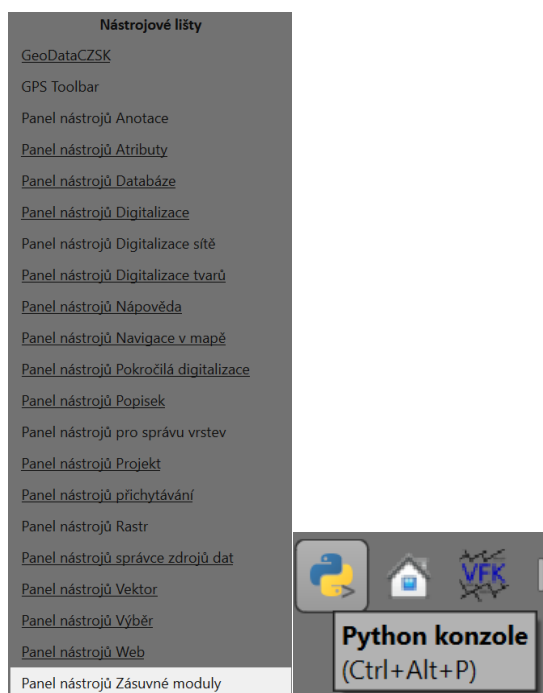 Nástrojové lišty
GeoDataCZSK
GPS Toolbar
Panel nástrojů Anotace
Panel nástrojů Atributy
Panel nástrojů Databáze
Panel nástrojů Digitalizace
Panel nástrojů Digitalizace sítě
Panel nástrojů Digitalizace tvarů
Panel nástrojů Nápověda
Panel nástrojů Navigace v mapě
Panel nástrojů Pokročilá digitalizace
Panel nástrojů Popisek
Panel nástrojů pro správu vrstev
Panel nástrojů Projekt
Panel nástrojů přichytávání
Panel nástrojů Rastr
Panel nástrojů správce zdrojů dat
Panel nástrojů Vektor
Panel nástrojů Výběr
Panel nástrojů Web
Panel nástrojů Zásuvné moduly
VFK
Python konzole
(Ctrl+Alt+P)